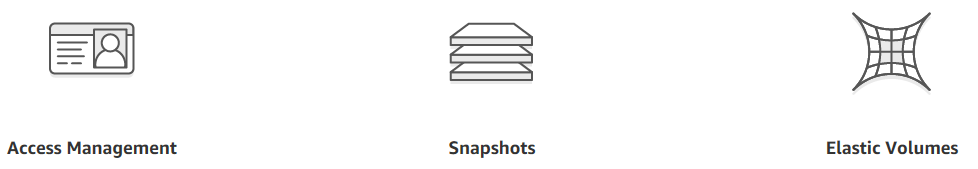 Access Management
Snapshots
Elastic Volumes